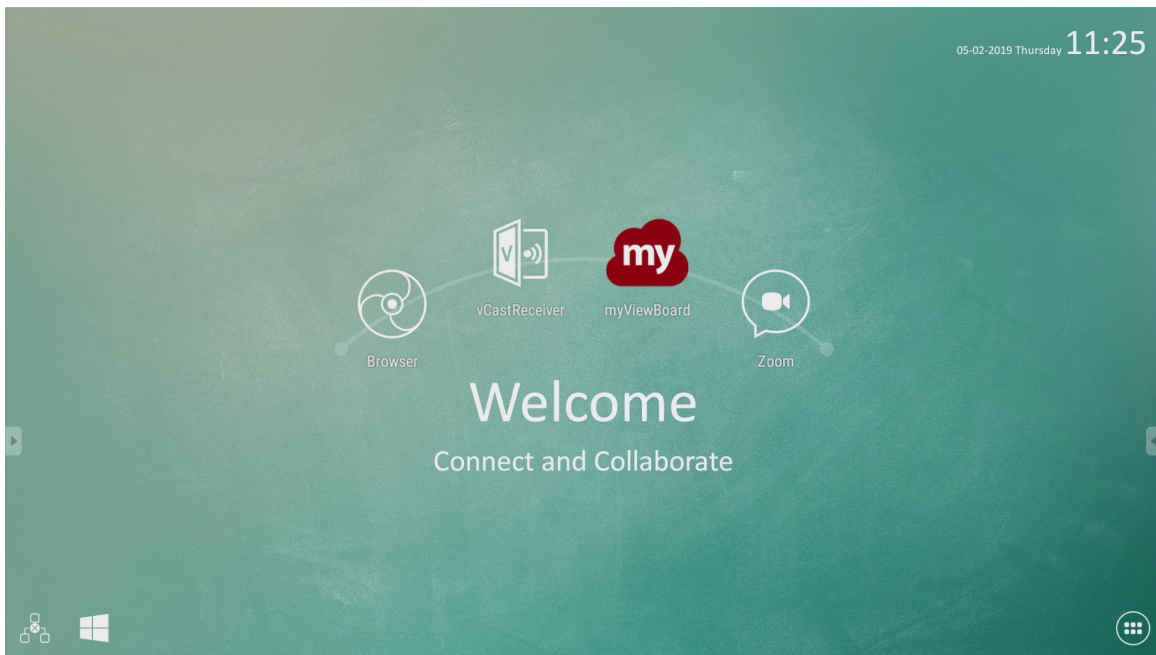 05-02-2019 Thursday 11:25
V
my
vCastReceiver
myViewBoard
Browser
Zoom
Welcome
Connect and Collaborate